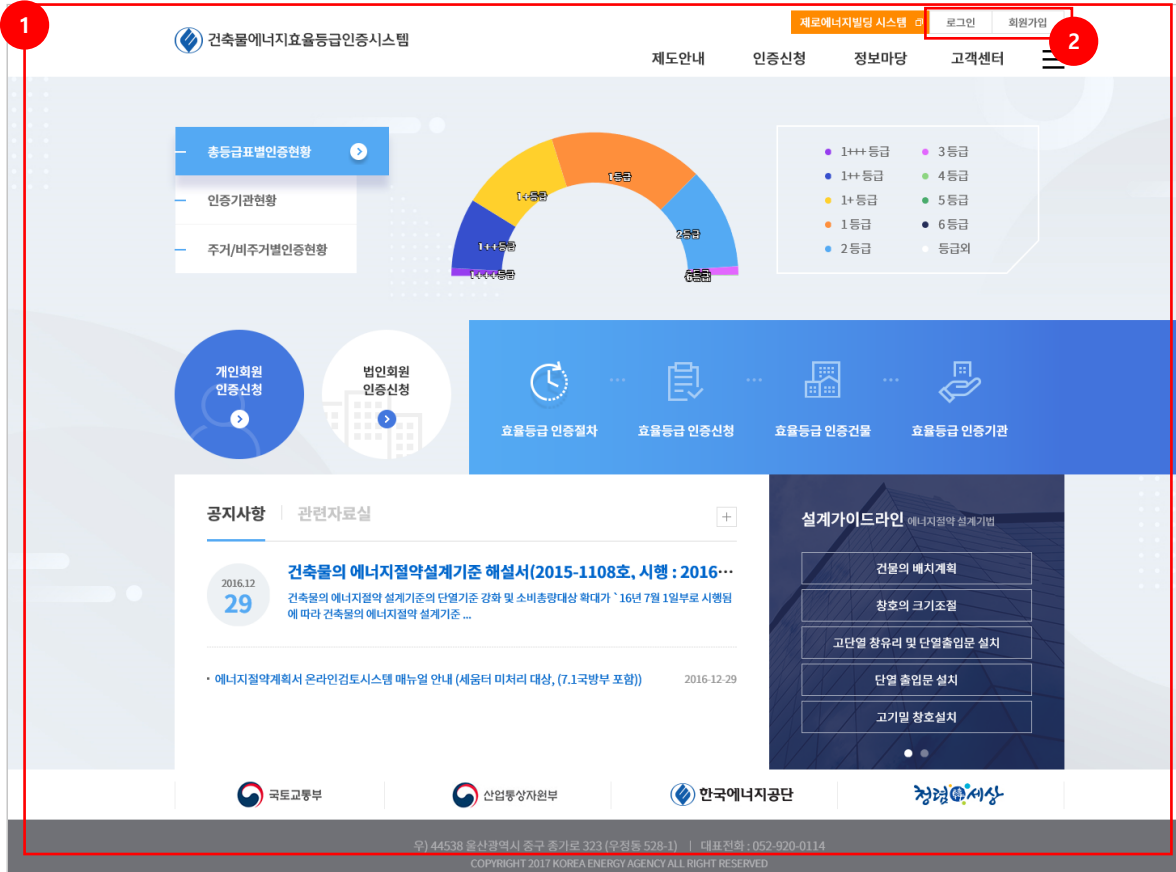 1
건축물에너지효율등급인증시스템
제로에너지빌딩 시스템
로그인
회원가입
2
제도안내
인증신청
정보마당
고객센터
총등급표별인증현황
인증기관현황
주거/비주거별인증현황
1등급
1+등급
2등급
1++등급
1+++등급
1+++ 등급
3 등급
1++ 등급
4 등급
1+ 등급
5 등급
1 등급
6 등급
2 등급
등급외
개인회원
인증신청
법인회원
인증신청
효율등급 인증절차
효율등급 인증신청
효율등급 인증건물
효율등급 인증기관
공지사항
관련자료실
2016.12
29
건축물의 에너지절약설계기준 해설서(2015-1108호, 시행 : 2016…
건축물의 에너지절약 설계기준의 단열기준 강화 및 소비총량대상 확대가 `16년 7월 1일부로 시행됨
에 따라 건축물의 에너지절약 설계기준 ...
· 에너지절약계획서 온라인검토시스템 매뉴얼 안내 (세움터 미처리 대상, (7.1국방부 포함))
2016-12-29
설계가이드라인 에너지절약 설계기법
건물의 배치계획
창호의 크기조절
고단열 창유리 및 단열출입문 설치
단열 출입문 설치
고기밀 창호설치
국토교통부
산업통상자원부
한국에너지공단
청렴세상
우) 44538 울산광역시 중구 종가로 323 (우정동 528-1) | 대표전화 : 052-920-0114
COPYRIGHT 2017 KOREA ENERGY AGENCY ALL RIGHT RESERVED